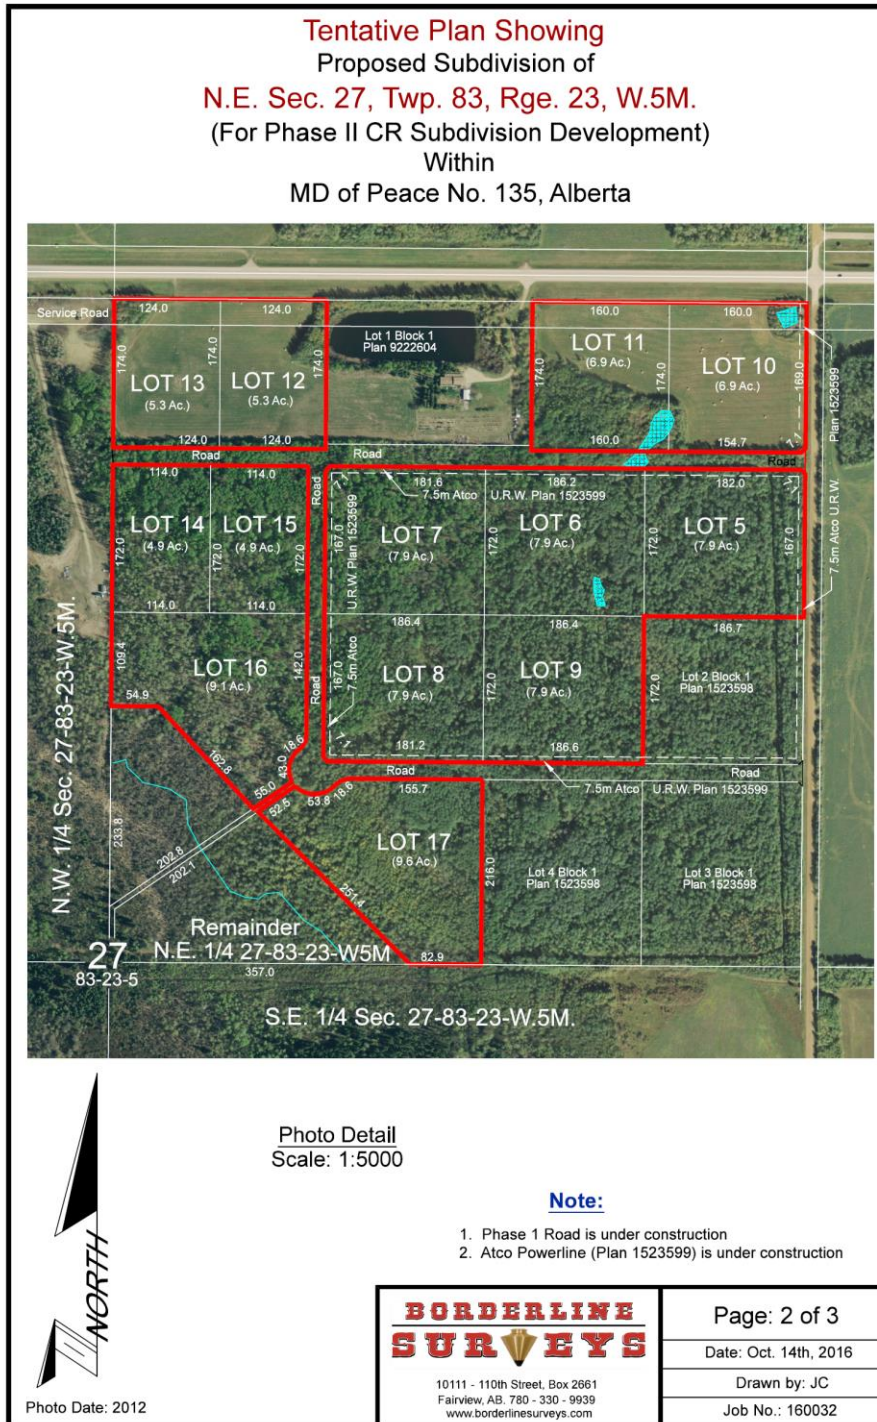 Tentative Plan Showing
Proposed Subdivision of
N.E. Sec. 27, Twp. 83, Rge. 23, W.5M.
(For Phase II CR Subdivision Development)
Within
MD of Peace No. 135, Alberta
Service Road
124.0
124.0
174.0
174.0
174.0
LOT 13
(5.3 Ac.)
LOT 12
(5.3 Ac.)
124.0
124.0
Lot 1 Block 1
Plan 9222604
160.0
160.0
LOT 11
(6.9 Ac.)
LOT 10
(6.9 Ac.)
174.0
174.0
169.0
7.1
160.0
154.7
Plan 1523599
7.5m Atco U.R.W.
Road
Road
Road
114.0
114.0
LOT 14
(4.9 Ac.)
LOT 15
(4.9 Ac.)
172.0
172.0
172.0
114.0
114.0
Road
181.6
186.2
182.0
7.1
7.1
7.5m Atco
U.R.W. Plan 1523599
LOT 7
(7.9 Ac.)
LOT 6
(7.9 Ac.)
LOT 5
(7.9 Ac.)
167.0
U.R.W. Plan 1523599
172.0
172.0
167.0
186.4
186.4
186.7
LOT 16
(9.1 Ac.)
109.4
142.0
54.9
Road
7.5m Atco
167.0
LOT 8
(7.9 Ac.)
LOT 9
(7.9 Ac.)
172.0
172.0
Lot 2 Block 1
Plan 1523598
7.1
181.2
186.6
162.8
18.6
43.0
55.0
52.5
53.8
18.6
Road
155.7
7.5m Atco
U.R.W. Plan 1523599
Road
LOT 17
(9.6 Ac.)
216.0
Lot 4 Block 1
Plan 1523598
Lot 3 Block 1
Plan 1523598
N.W. 1/4 Sec. 27-83-23-W.5M.
233.8
202.8
202.1
251.4
Remainder
N.E. 1/4 27-83-23-W5M
82.9
27
83-23-5
357.0
S.E. 1/4 Sec. 27-83-23-W.5M.
NORTH
Photo Detail
Scale: 1:5000
Note:
1. Phase 1 Road is under construction
2. Atco Powerline (Plan 1523599) is under construction
Photo Date: 2012
BORDERLINE
SURVEYS
10111 - 110th Street, Box 2661
Fairview, AB. 780 - 330 - 9939
www.borderlinesurveys.com
Page: 2 of 3
Date: Oct. 14th, 2016
Drawn by: JC
Job No.: 160032